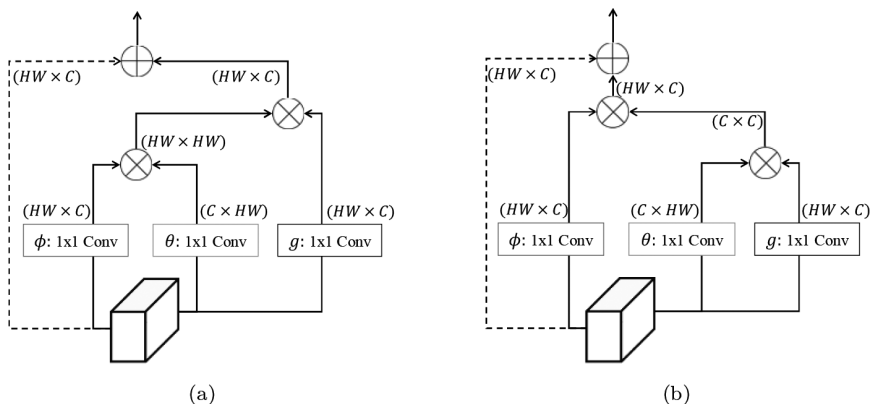 (HW × C)
(HW × C)
(HW × HW)
(HW × C)
(C × HW)
(HW × C)
ϕ: 1x1 Conv
θ: 1x1 Conv
g: 1x1 Conv
(a)
(HW × C)
(HW × C)
(C × C)
(HW × C)
(C × HW)
(HW × C)
ϕ: 1x1 Conv
θ: 1x1 Conv
g: 1x1 Conv
(b)